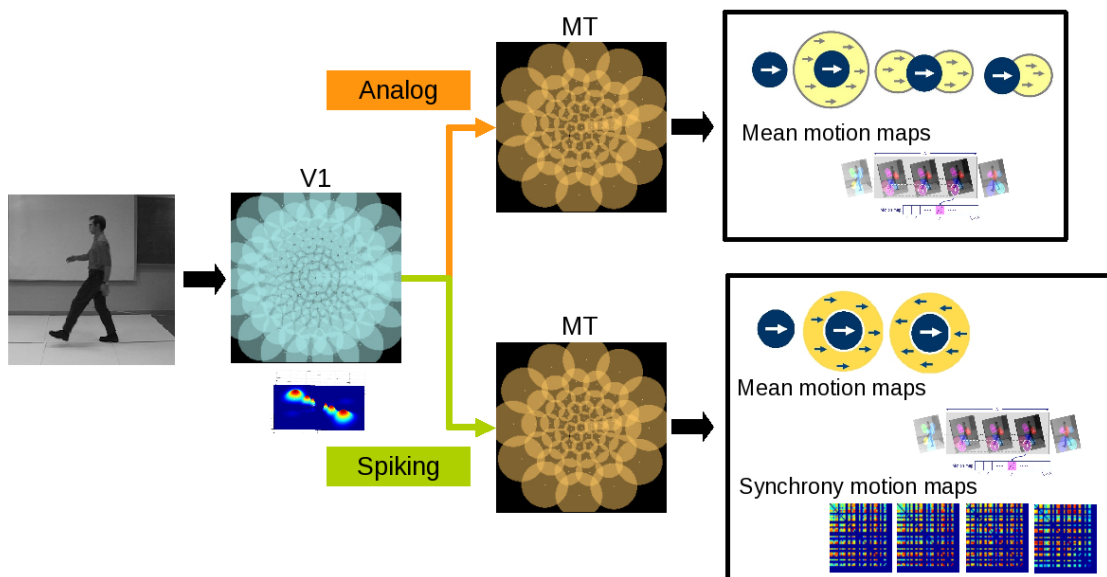 MT
Analog
Mean motion maps
V1
MT
Mean motion maps
Spiking
Synchrony motion maps